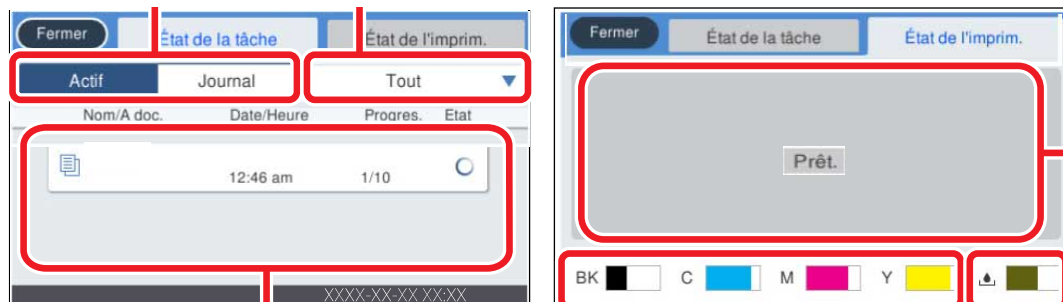 Fermer État de la tâche État de l'imprim.
Actif Journal Tout
Nom/A doc. Date/Heure Progres. Etat
12:46 am 1/10
XXXX-XX-XX XX:XX
Fermer État de la tâche État de l'imprim.
Prêt.
BK C M Y